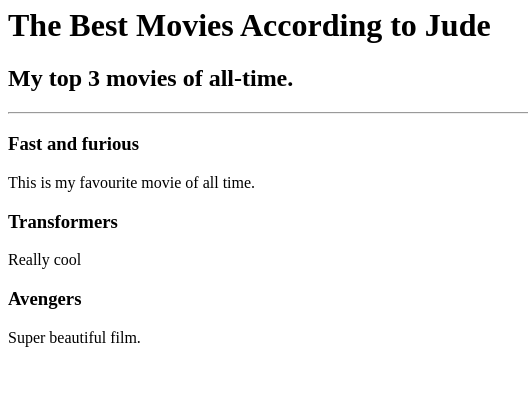 The Best Movies According to Jude
My top 3 movies of all-time.
Fast and furious
This is my favourite movie of all time.
Transformers
Really cool
Avengers
Super beautiful film.